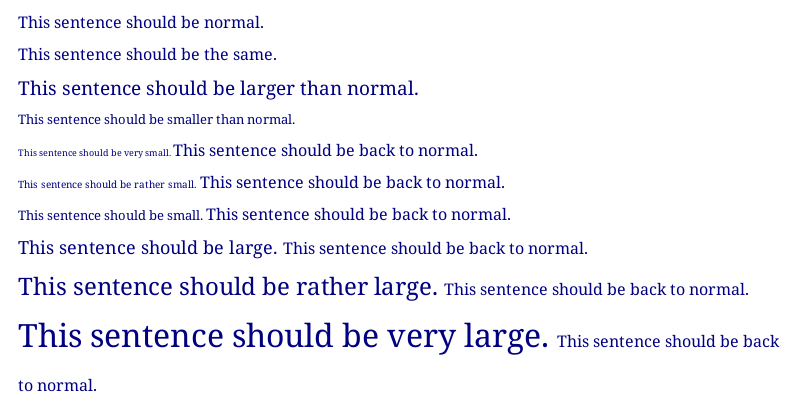 This sentence should be normal.
This sentence should be the same.
This sentence should be larger than normal.
This sentence should be smaller than normal.
This sentence should be very small. This sentence should be back to normal.
This sentence should be rather small. This sentence should be back to normal.
This sentence should be small. This sentence should be back to normal.
This sentence should be large. This sentence should be back to normal.
This sentence should be rather large. This sentence should be back to normal.
This sentence should be very large. This sentence should be back
to normal.